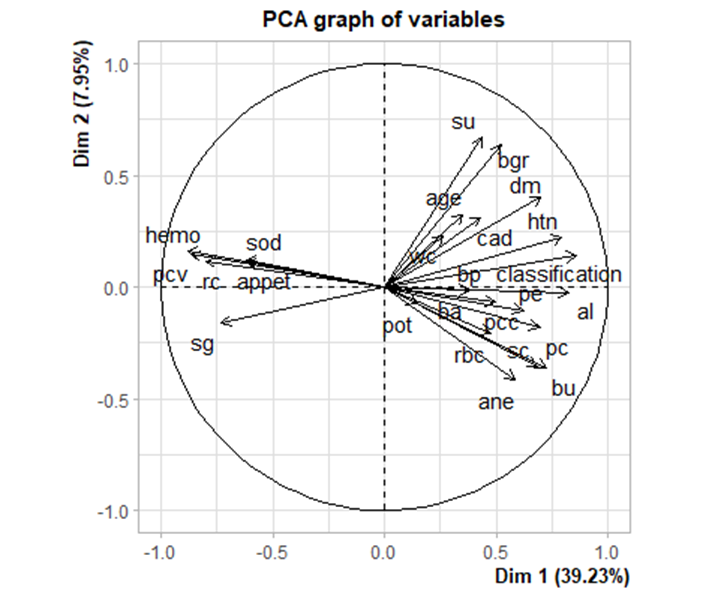 PCA graph of variables
Dim 2 (7.95%)
1.0
su
bgr
0.5
dm
age
htn
hemo
sod
cad
wc
pcv
rc
appet
bp
classification
0.0
pe
al
ba
pot
pcc
sg
rbc
sc
pc
bu
ane
-0.5
-1.0
-1.0 -0.5 0.0 0.5 1.0
Dim 1 (39.23%)